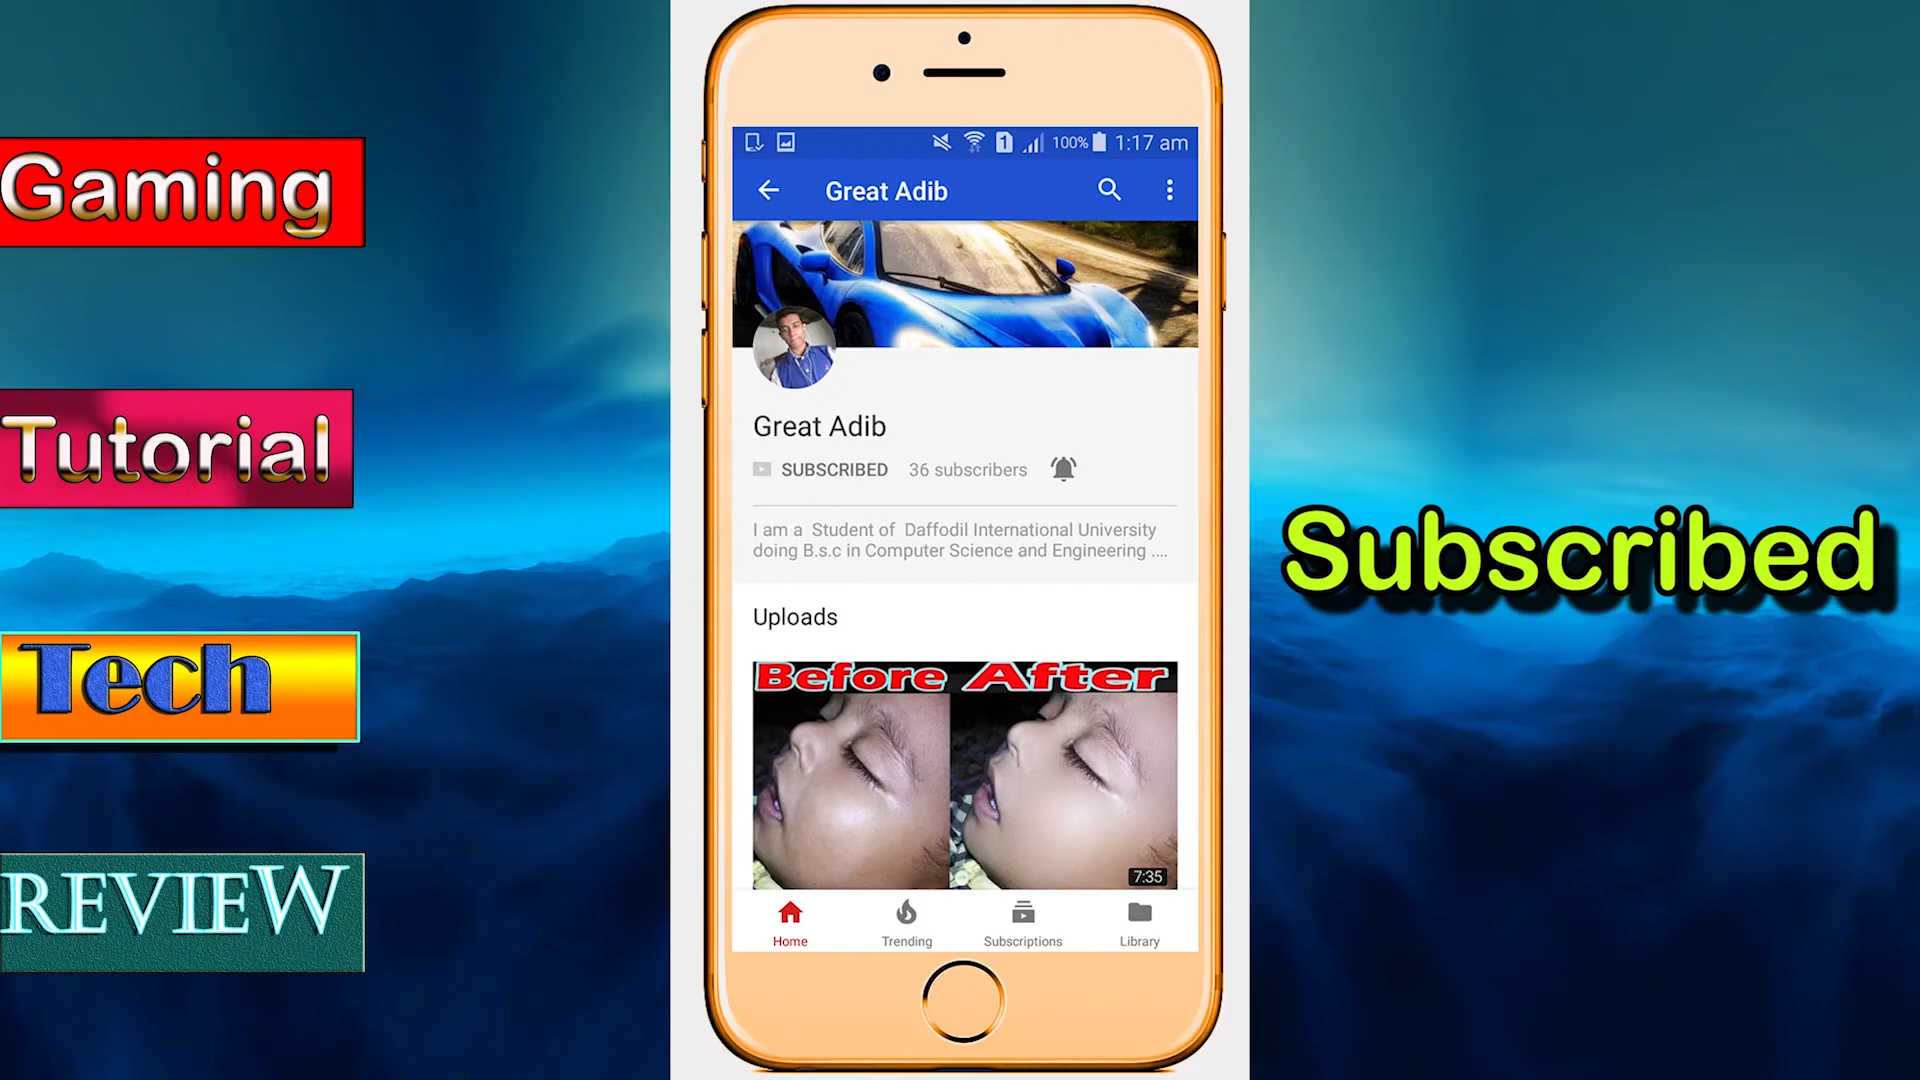 Gaming
Tutorial
Tech
REVIEW
1
100%
1:17 am
Great Adib
Great Adib
SUBSCRIBED 36 subscribers
I am a Student of Daffodil International University
doing B.s.c in Computer Science and Engineering ....
Uploads
Before After
7:35
Home Trending Subscriptions Library
Subscribed